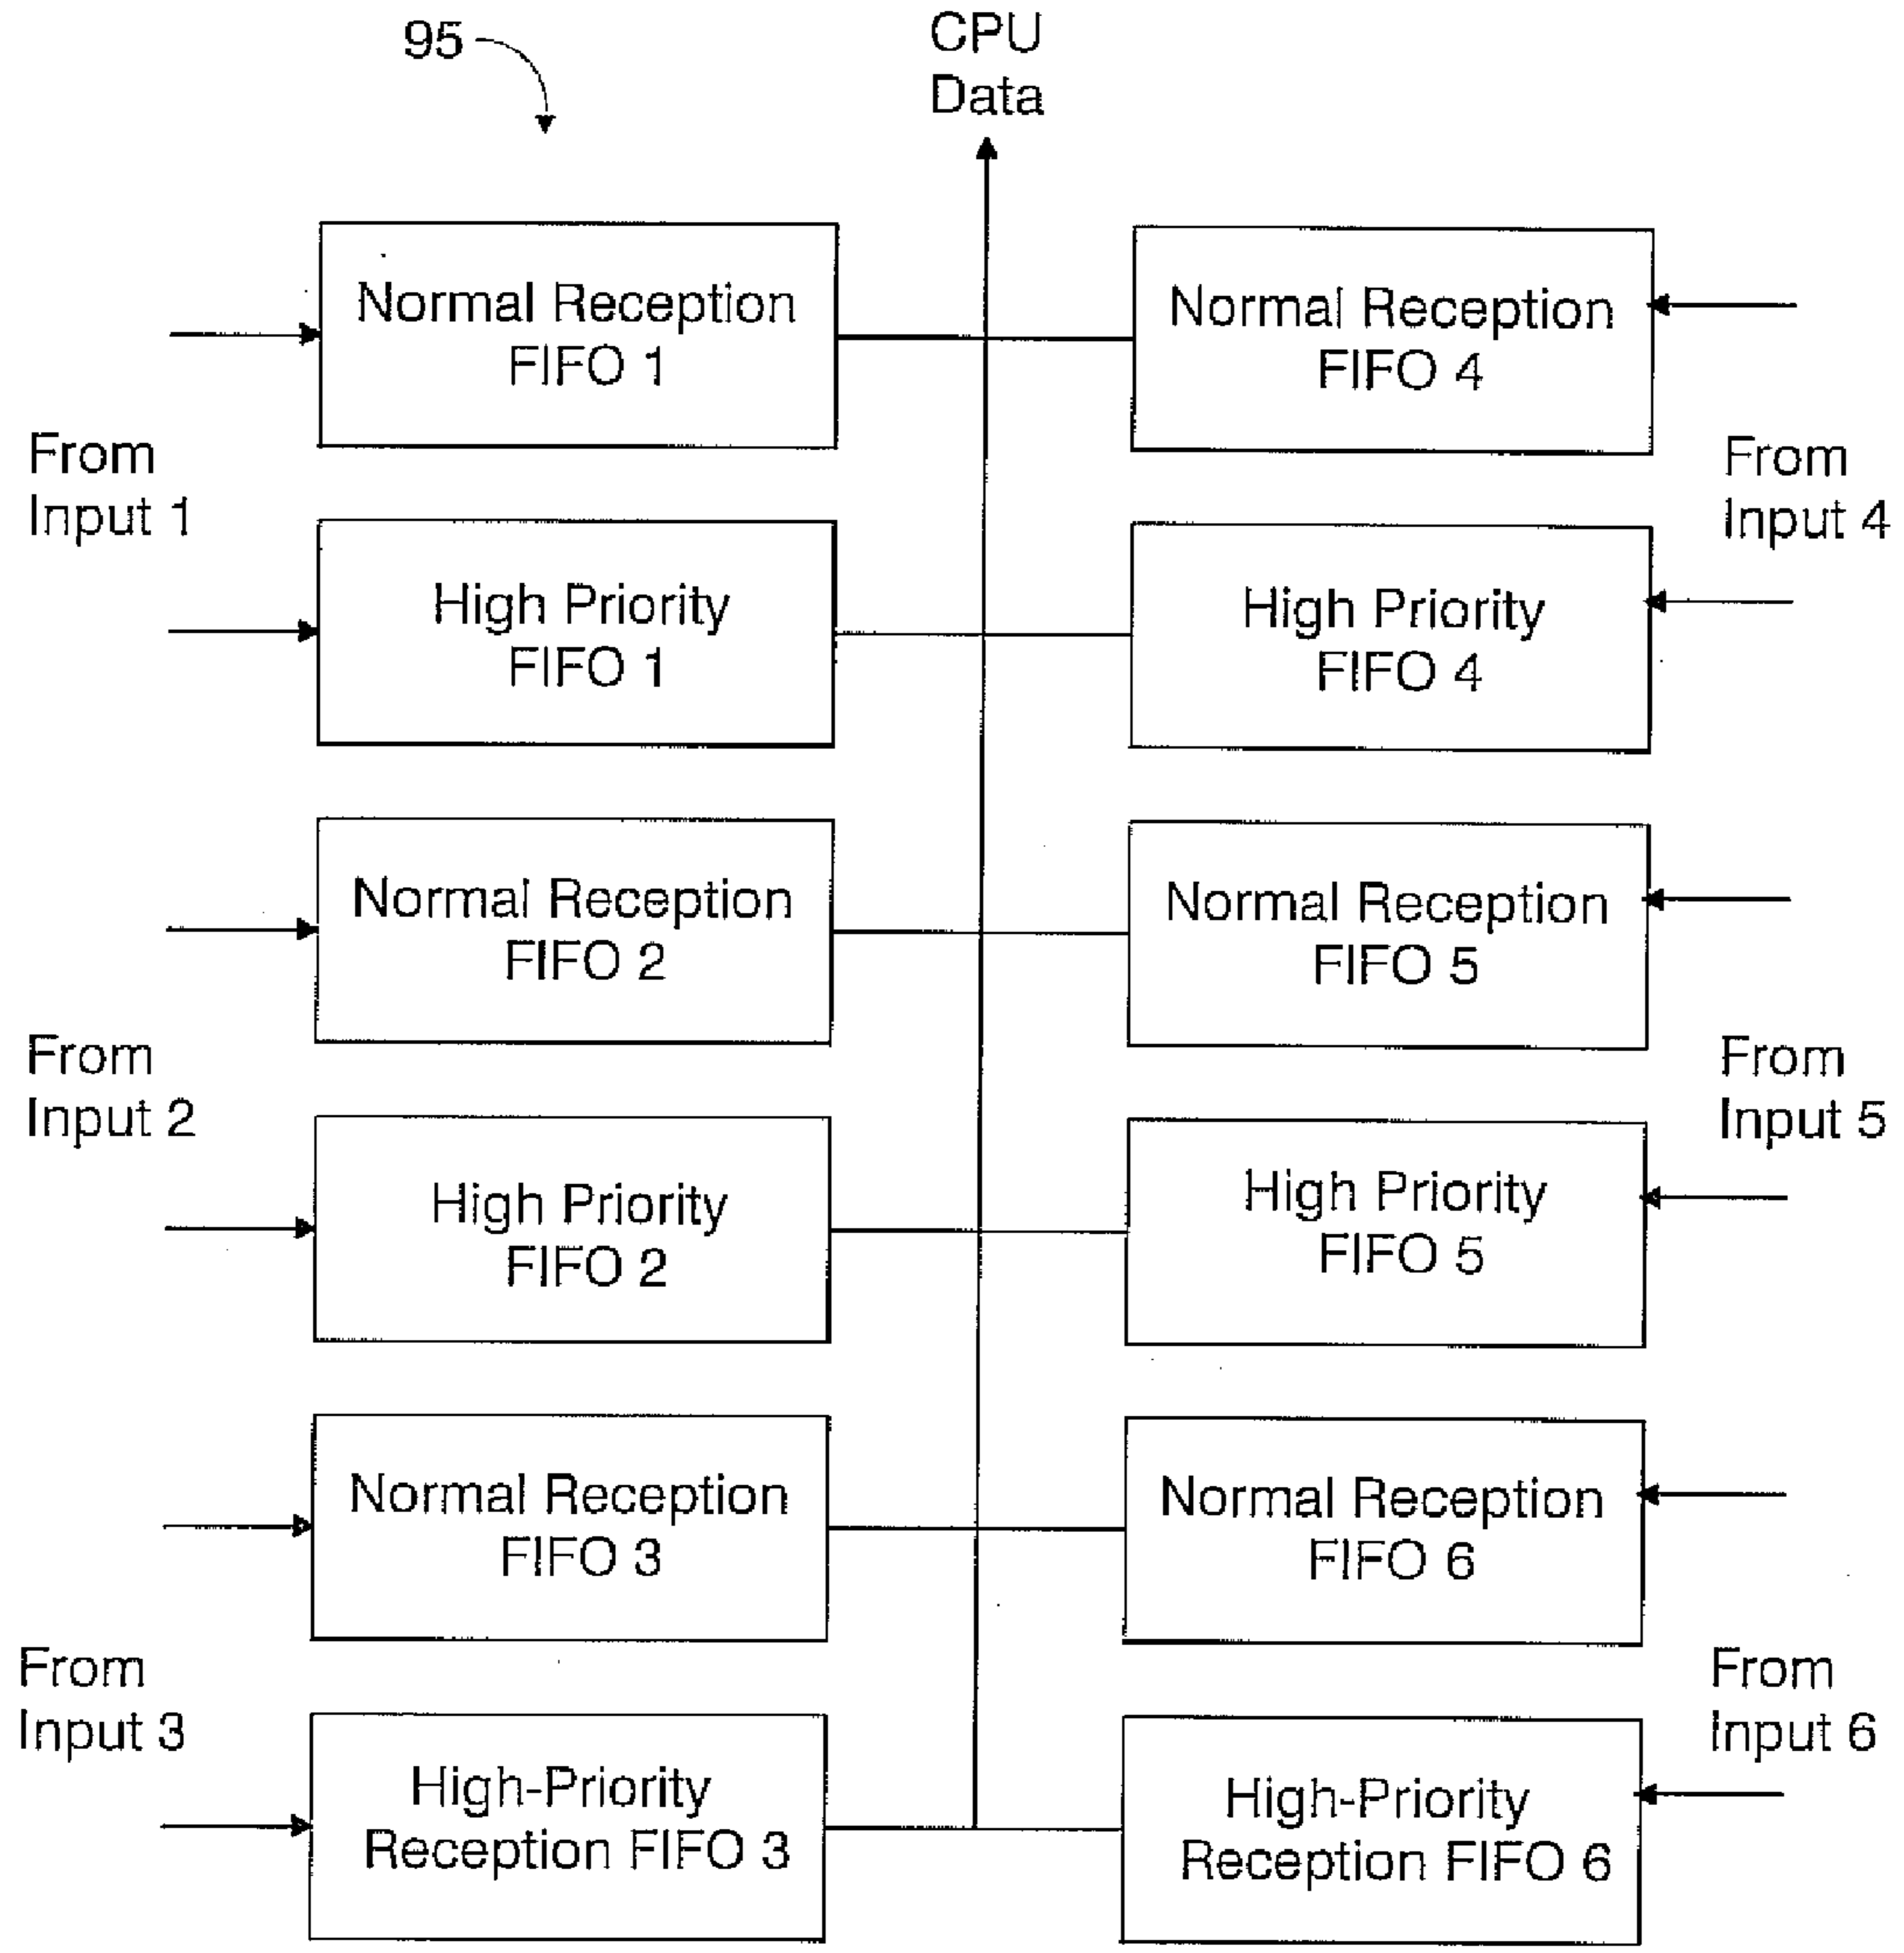 95
CPU
Data
Normal Reception
FIFO 1
Normal Reception
FIFO 4
From
Input 1
From
Input 4
High Priority
FIFO 1
High Priority
FIFO 4
Normal Reception
FIFO 2
Normal Reception
FIFO 5
From
Input 2
From
Input 5
High Priority
FIFO 2
High Priority
FIFO 5
Normal Reception
FIFO 3
Normal Reception
FIFO 6
From
Input 3
From
Input 6
High-Priority
Reception FIFO 3
High-Priority
Reception FIFO 6